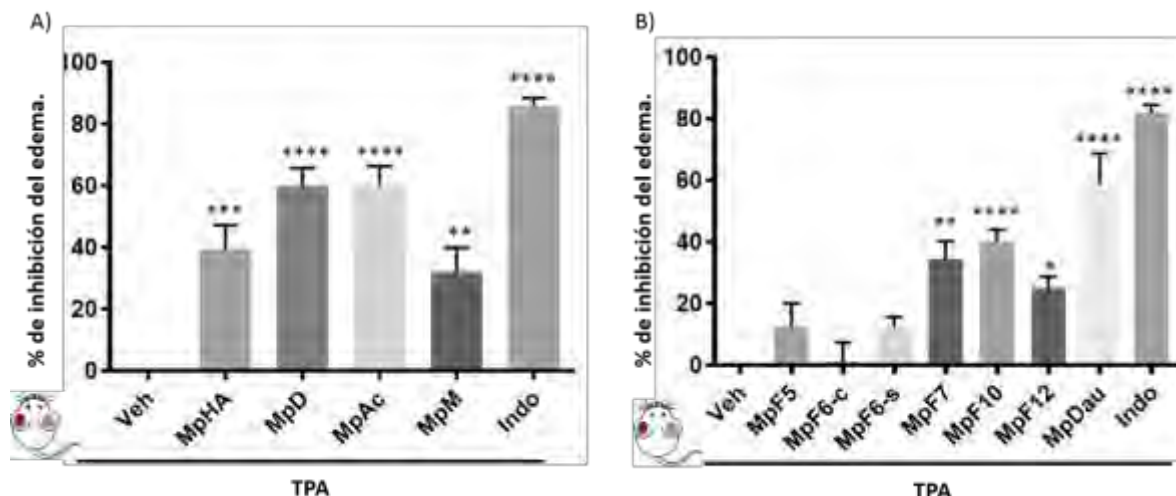 A)
% de inhibición del edema.
100
80
60
40
20
0
***
****
****
**
****
Veh
MpHA
MpD
MpAc
MpM
Indo
TPA
B)
% de inhibición del edema.
100
80
60
40
20
0
**
****
*
****
****
Veh
MpF5
MpF6-c
MpF6-s
MpF7
MpF10
MpF12
MpDau
Indo
TPA